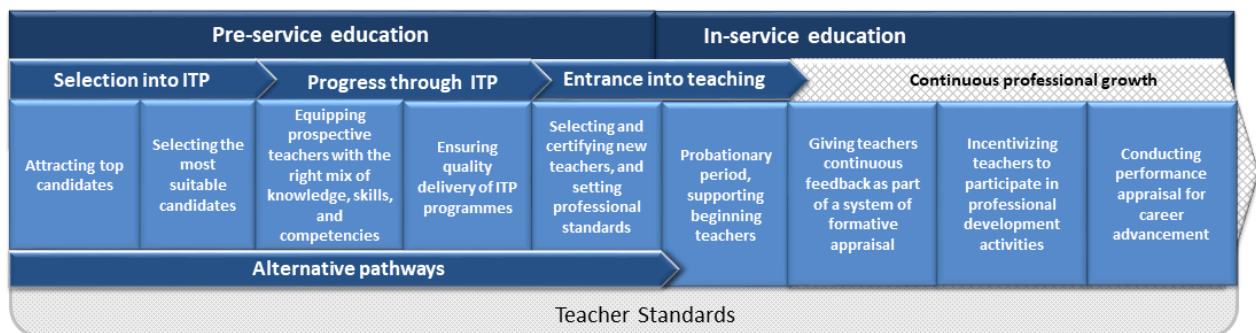 Pre-service education
In-service education
Selection into ITP
Progress through ITP
Entrance into teaching
Continuous professional growth
Attracting top
candidates
Selecting the
most
suitable
candidates
Equipping
prospective
teachers with the
right mix of
knowledge, skills,
and
competencies
Ensuring
quality
delivery of ITP
programmes
Selecting and
certifying new
teachers, and
setting
professional
standards
Probationary
period,
supporting
beginning
teachers
Giving teachers
continuous
feedback as part
of a system of
formative
appraisal
Incentivizing
teachers to
participate in
professional
development
activities
Conducting
performance
appraisal for
career
advancement
Alternative pathways
Teacher Standards